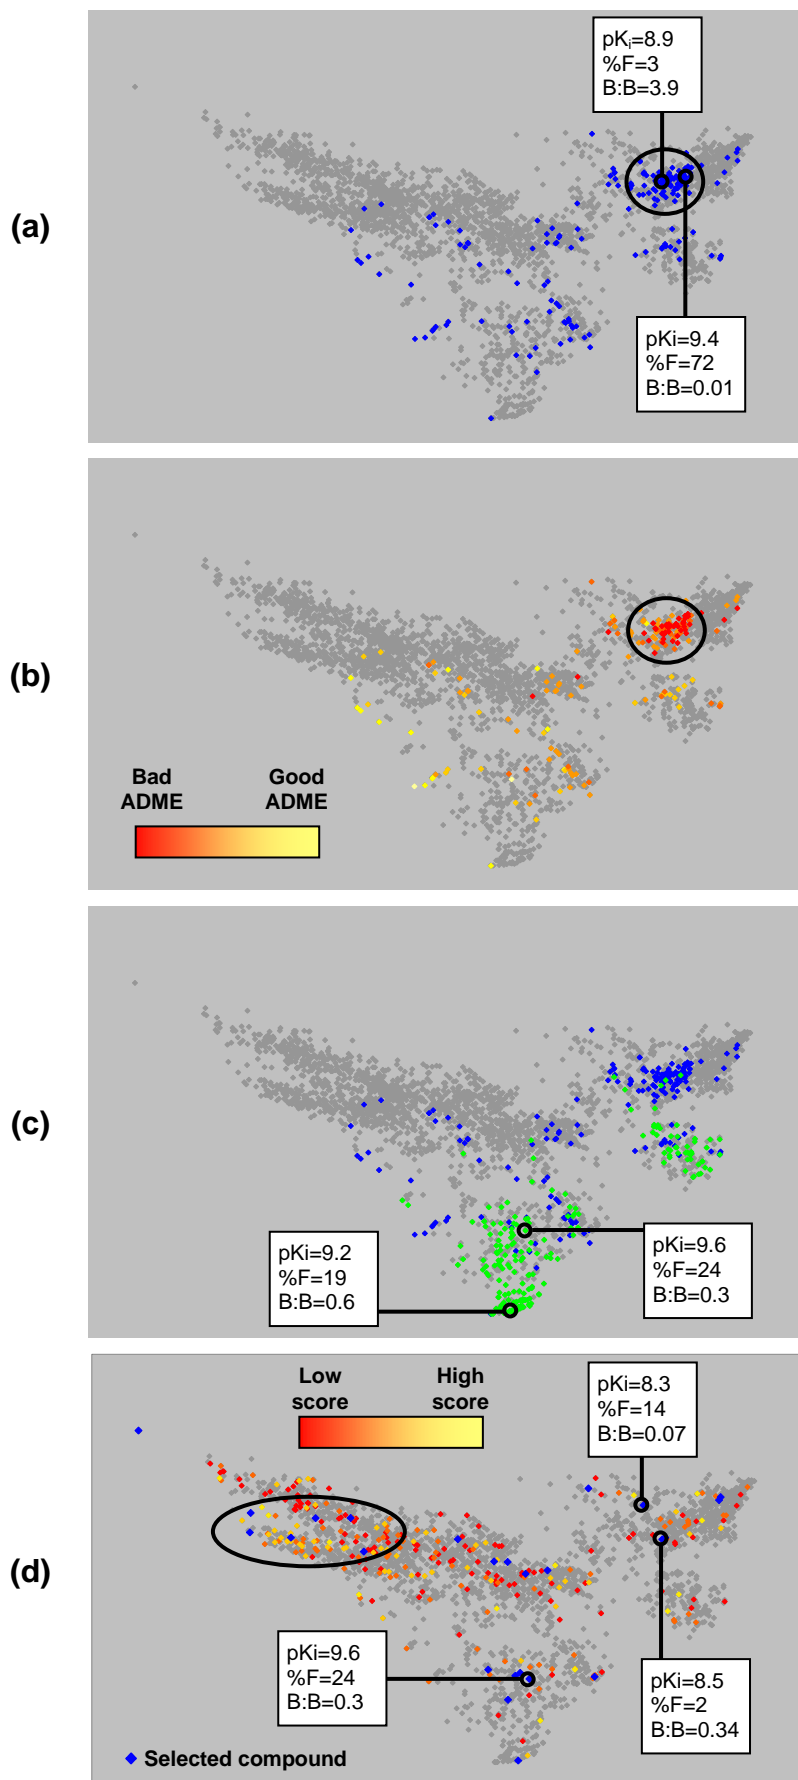 (a)
pKᵢ=8.9
%F=3
B:B=3.9
pKi=9.4
%F=72
B:B=0.01
(b)
Bad
ADME
Good
ADME
(c)
pKi=9.2
%F=19
B:B=0.6
pKi=9.6
%F=24
B:B=0.3
(d)
Low
score
High
score
pKi=8.3
%F=14
B:B=0.07
pKi=9.6
%F=24
B:B=0.3
pKi=8.5
%F=2
B:B=0.34
Selected compound